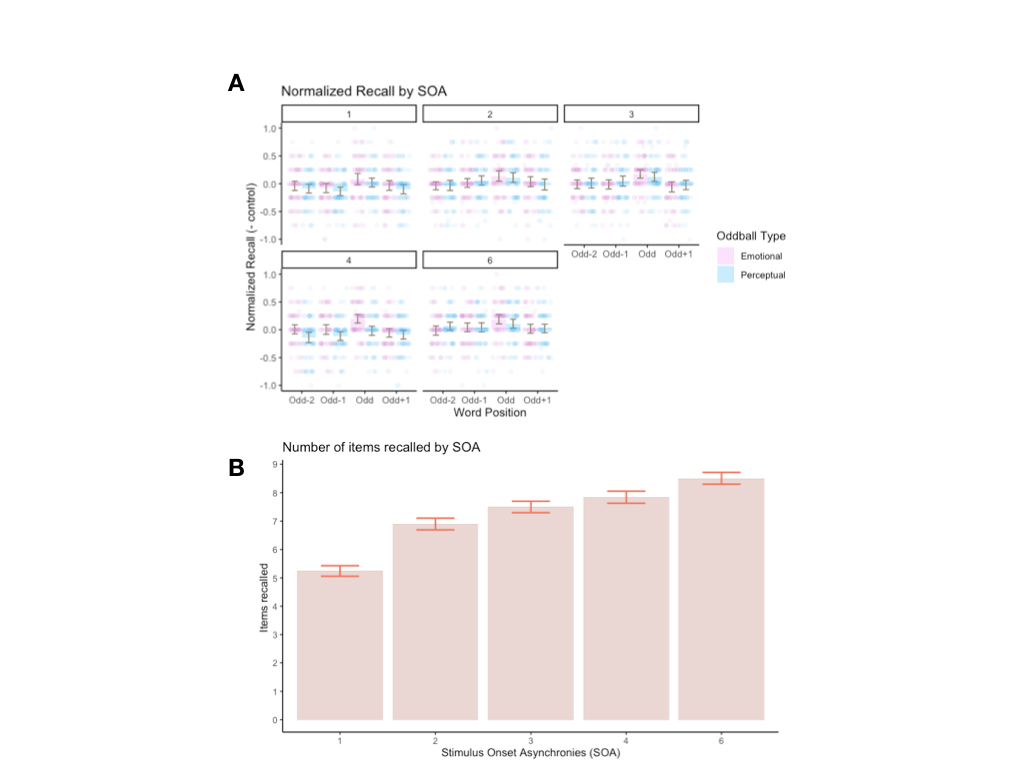 A
Normalized Recall by SOA
1 2 3
1.0
0.5
0.0
-0.5
-1.0
Normalized Recall (- control)
Odd-2 Odd-1 Odd Odd+1
Oddball Type
Emotional
Perceptual
4 6
1.0
0.5
0.0
-0.5
-1.0
Odd-2 Odd-1 Odd Odd+1 Odd-2 Odd-1 Odd Odd+1
Word Position
B
Number of items recalled by SOA
9
8
7
6
5
4
3
2
1
0
Items recalled
1 2 3 4 6
Stimulus Onset Asynchronies (SOA)